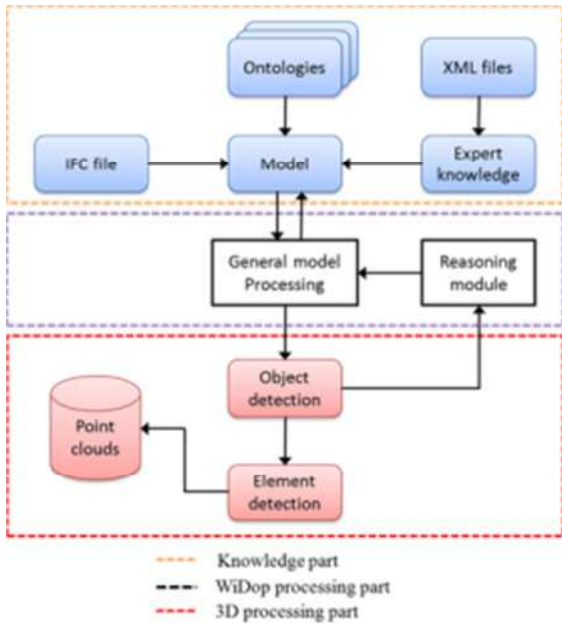 Ontologies
XML files
IFC file
Model
Expert
knowledge
General model
Processing
Reasoning
module
Object
detection
Point
clouds
Element
detection
Knowledge part
WiDop processing part
3D processing part